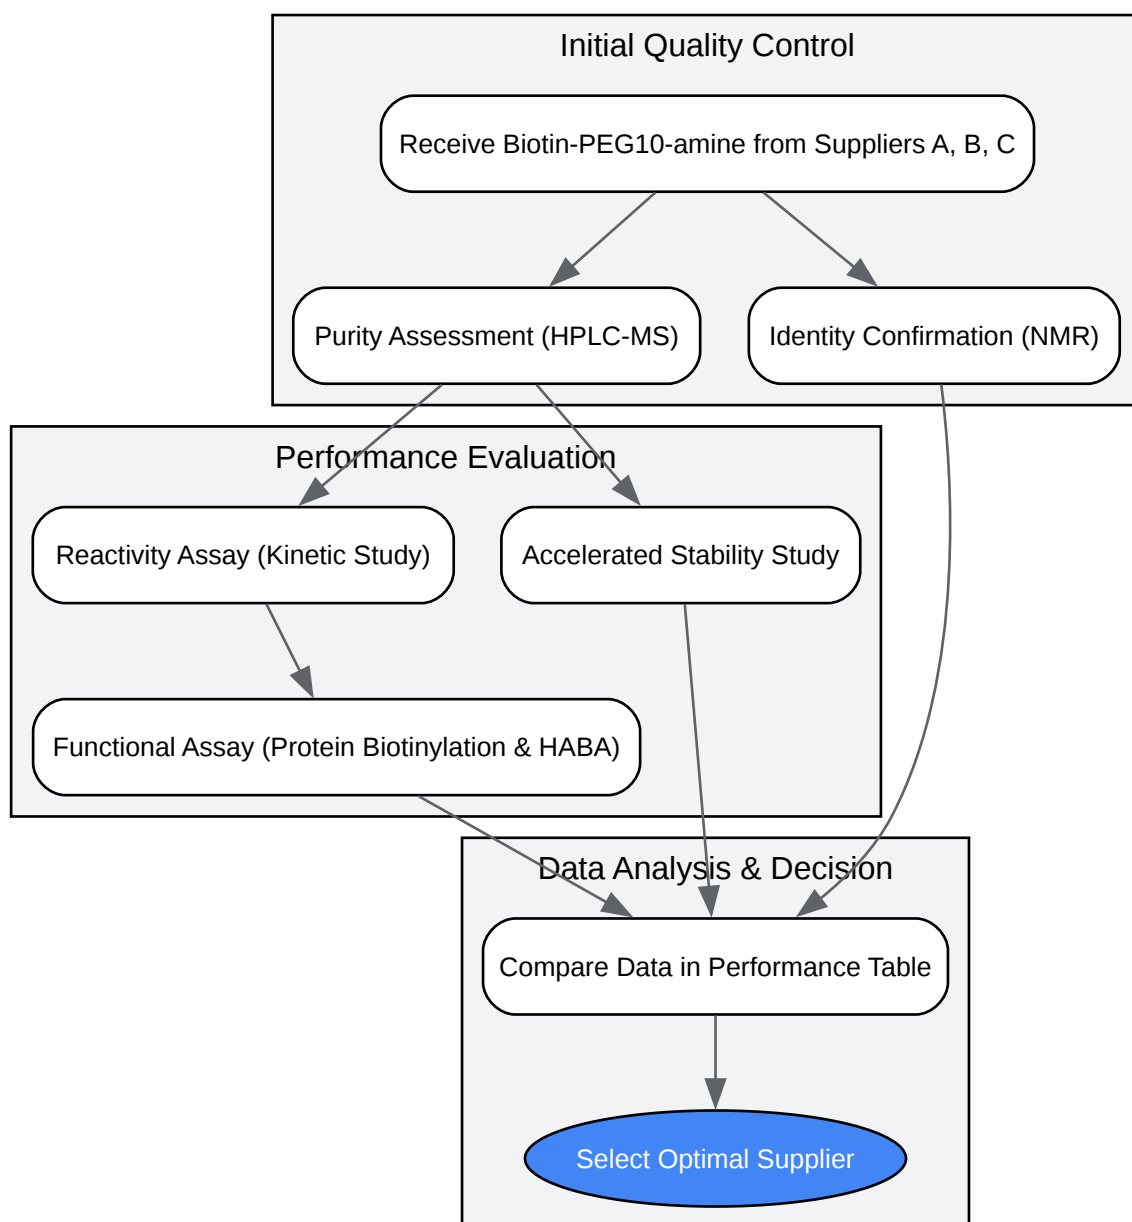 Initial Quality Control
Receive Biotin-PEG10-amine from Suppliers A, B, C
Purity Assessment (HPLC-MS)
Identity Confirmation (NMR)
Performance Evaluation
Reactivity Assay (Kinetic Study)
Accelerated Stability Study
Functional Assay (Protein Biotinylation & HABA)
Data Analysis & Decision
Compare Data in Performance Table
Select Optimal Supplier